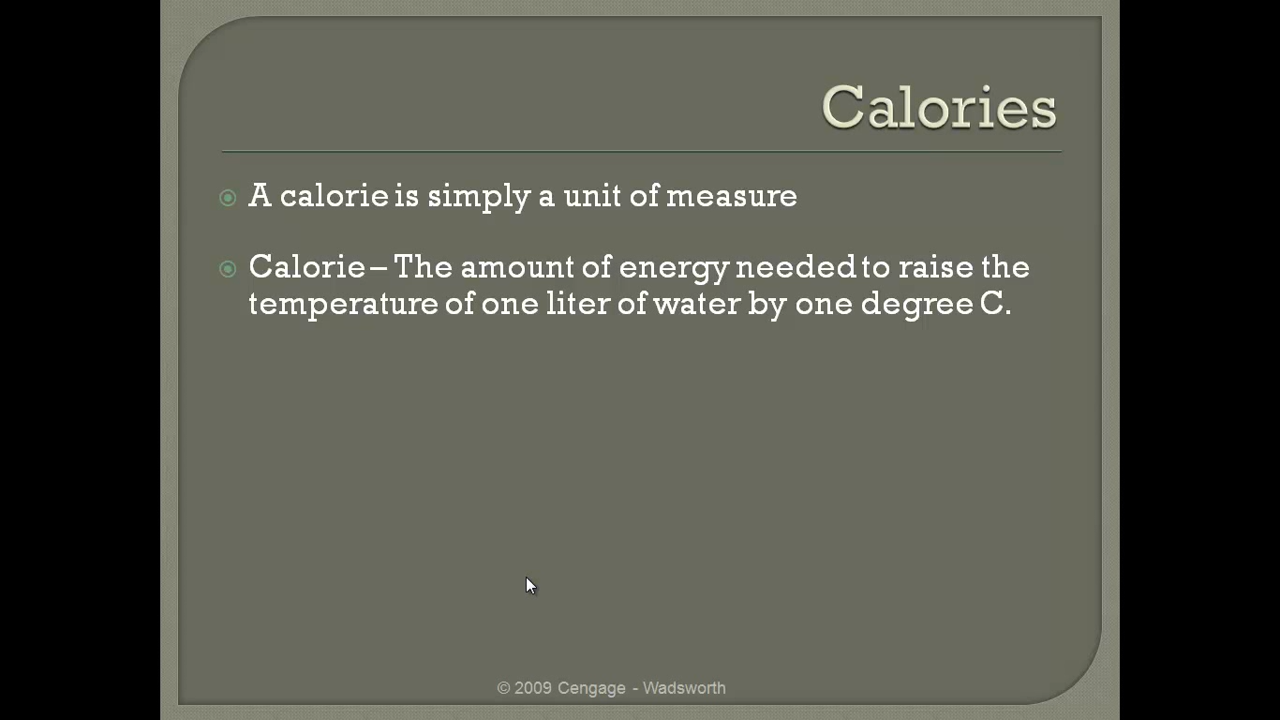 Calories
A calorie is simply a unit of measure
Calorie – The amount of energy needed to raise the
temperature of one liter of water by one degree C.
© 2009 Cengage - Wadsworth